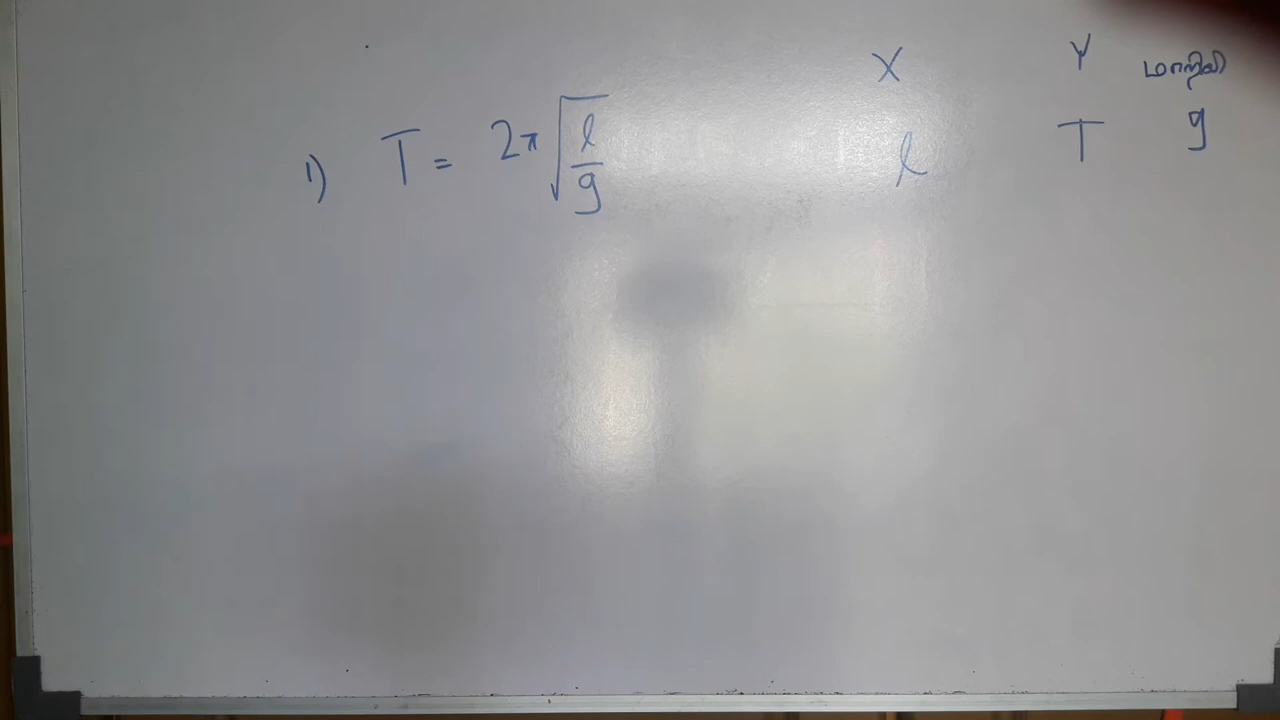 X Y மாறிலி
1) T = 2π √(l/g) l T g